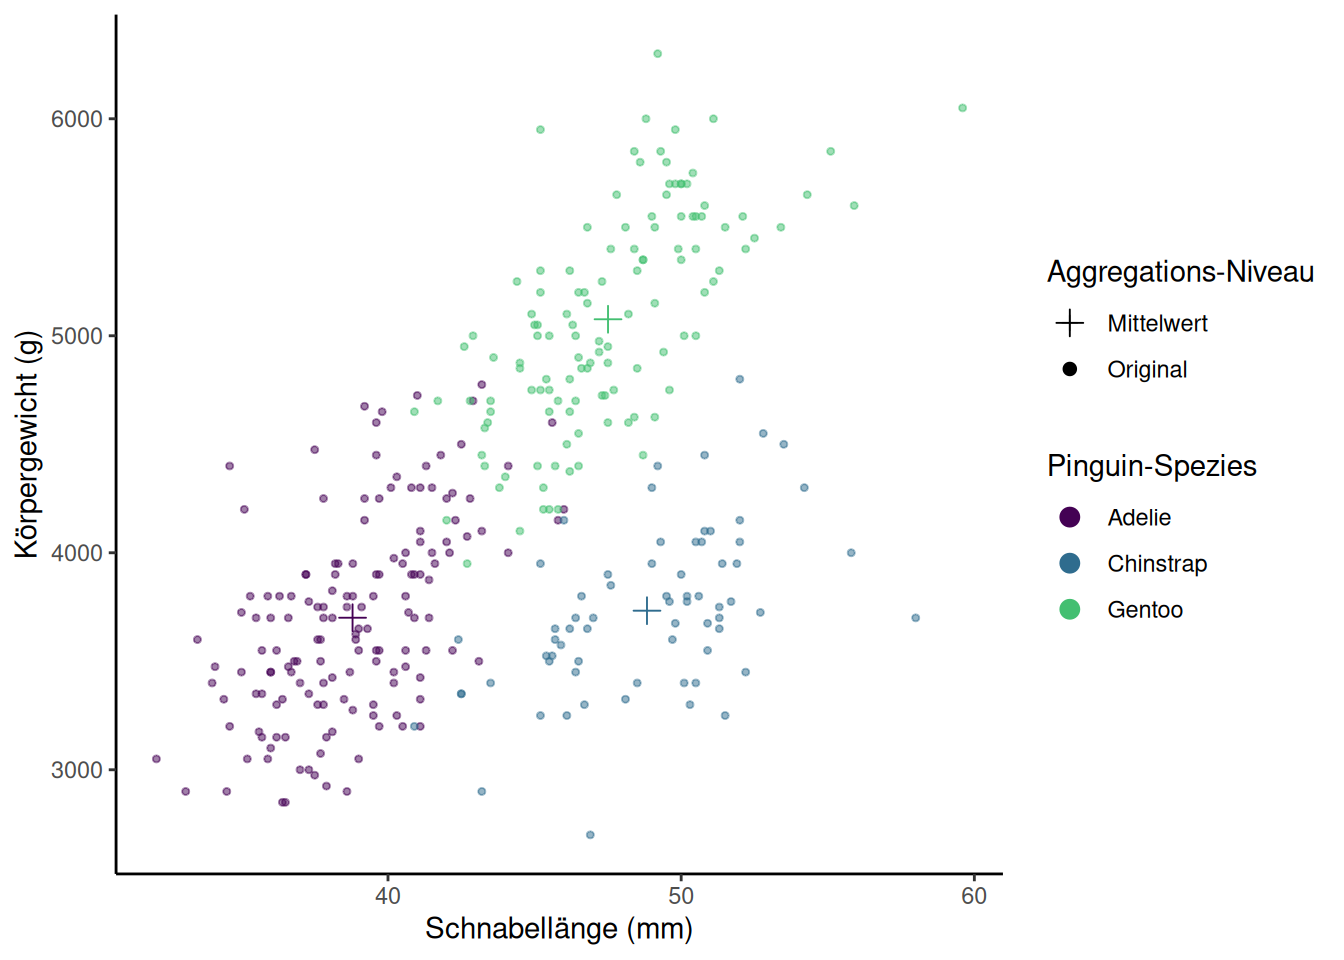 6000
5000
4000
3000
Körpergewicht (g)
40 50 60
Schnabellänge (mm)
Aggregations-Niveau
Mittelwert
Original
Pinguin-Spezies
Adelie
Chinstrap
Gentoo